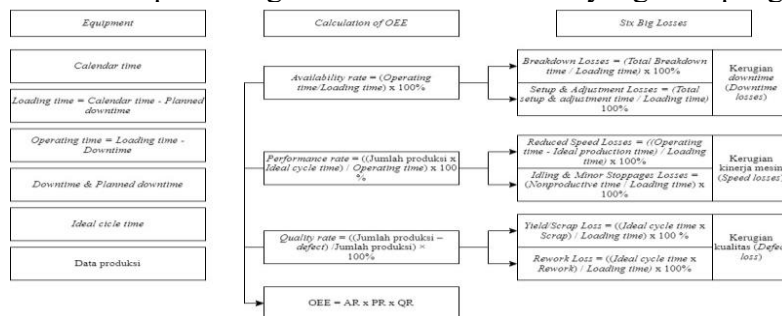 Equipment
Calculation of OEE
Six Big Losses
Calendar time
Loading time = Calendar time - Planned
downtime
Operating time = Loading time -
Downtime
Downtime & Planned downtime
Ideal cicle time
Data produksi
Availability rate = (Operating
time/Loading time) x 100%
Performance rate = ((Jumlah produksi x
Ideal cycle time) / Operating time) x 100
%
Quality rate = ((Jumlah produksi –
defect) /Jumlah produksi) ×
100%
OEE = AR x PR x QR
Breakdown Losses = (Total Breakdown
time / Loading time) x 100%
Setup & Adjustment Losses = (Total
setup & adjustment time / Loading time)
100%
Kerugian
downtime
(Downtime
losses)
Reduced Speed Losses = ((Operating
time - Ideal production time) / Loading
time) x 100%
Idling & Minor Stoppages Losses =
(Nonproductive time / Loading time) x
100%
Kerugian
kinerja mesin
(Speed losses)
Yield/Scrap Loss = ((Ideal cycle time x
Scrap) / Loading time) x 100 %
Rework Loss = ((Ideal cycle time x
Rework) / Loading time) x 100%
Kerugian
kualitas (Defect
loss)